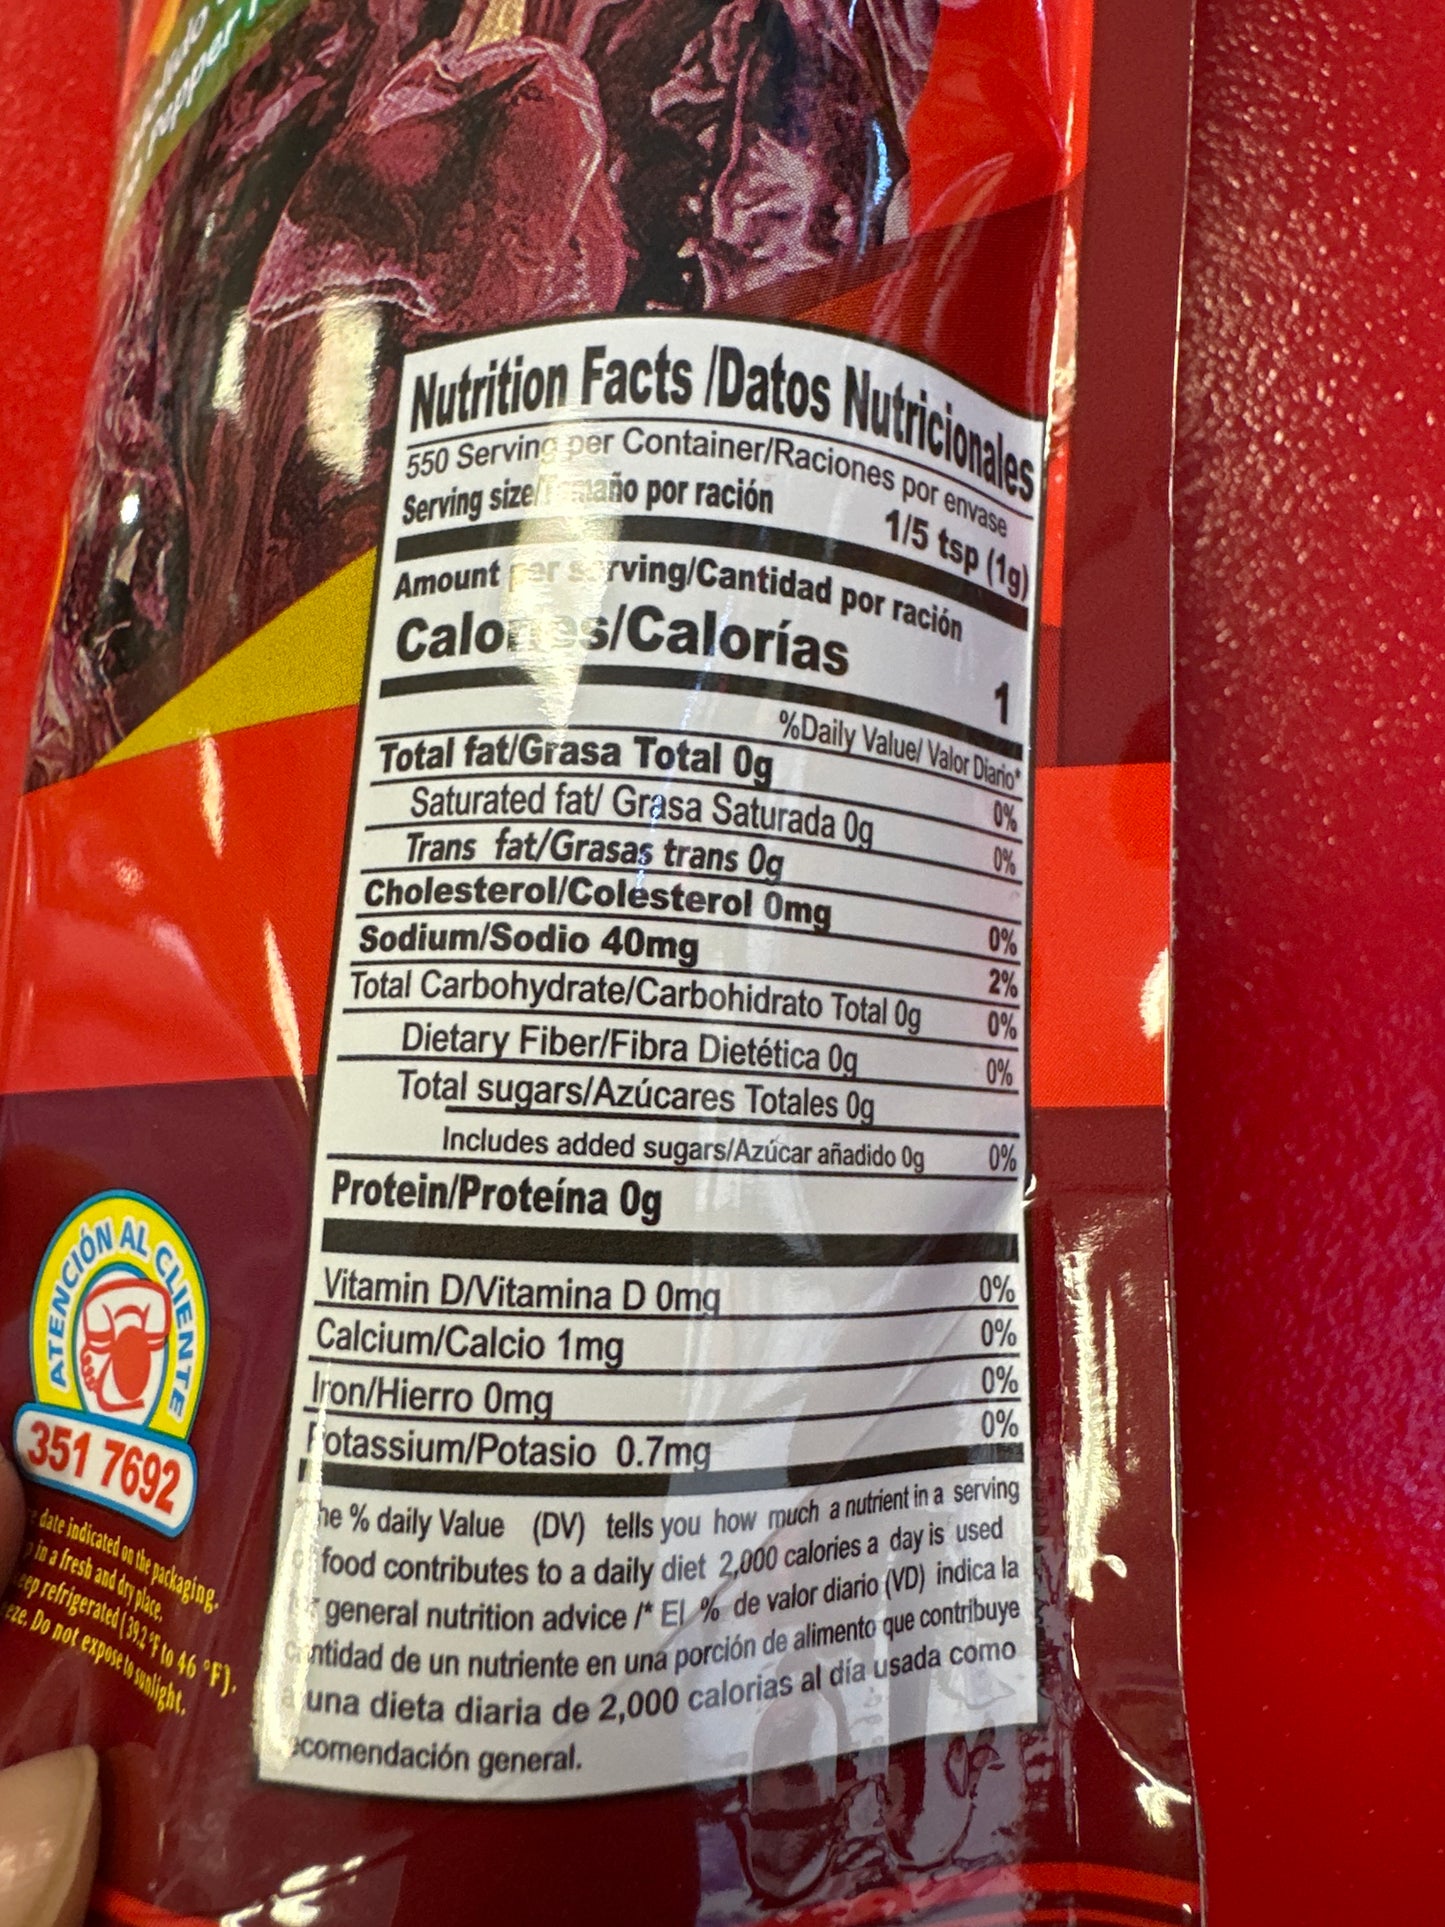 pepper
Nutrition Facts /Datos Nutricionales
550 Serving per Container/Raciones por envase
Serving size/Tamaño por ración 1/5 tsp (1g)
Amount per serving/Cantidad por ración
Calories/Calorías 1
%Daily Value/ Valor Diario*
Total fat/Grasa Total 0g 0%
Saturated fat/ Grasa Saturada 0g 0%
Trans fat/Grasas trans 0g
Cholesterol/Colesterol 0mg 0%
Sodium/Sodio 40mg 2%
Total Carbohydrate/Carbohidrato Total 0g 0%
Dietary Fiber/Fibra Dietética 0g 0%
Total sugars/Azúcares Totales 0g
Includes added sugars/Azúcar añadido 0g 0%
Protein/Proteína 0g
Vitamin D/Vitamina D 0mg 0%
Calcium/Calcio 1mg 0%
Iron/Hierro 0mg 0%
Potassium/Potasio 0.7mg 0%
he % daily Value (DV) tells you how much a nutrient in a serving
food contributes to a daily diet 2,000 calories a day is used
general nutrition advice /* El % de valor diario (VD) indica la
cantidad de un nutriente en una porción de alimento que contribuye
a una dieta diaria de 2,000 calorias al día usada como
ecomendación general.
ATENCIÓN AL CLIENTE
351 7692
date indicated on the packaging.
in a fresh and dry place.
eep refrigerated (39.2 °F to 46 °F).
eze. Do not expose to sunlight.